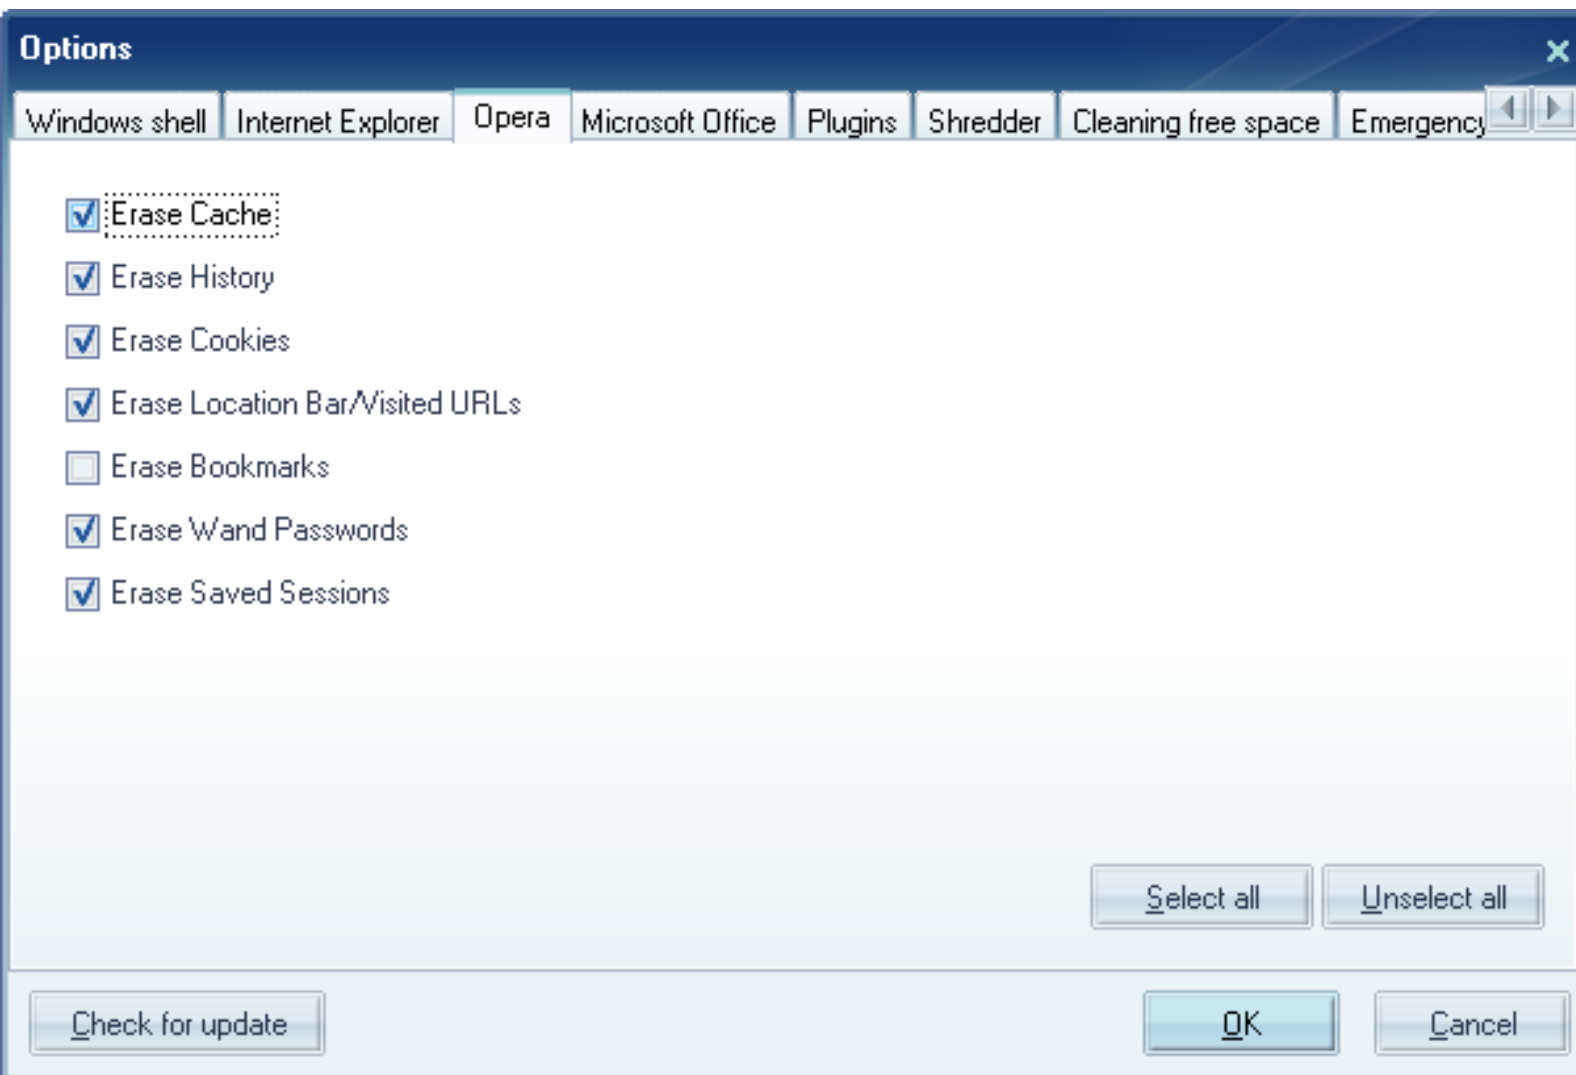 Options
Windows shell Internet Explorer Opera Microsoft Office Plugins Shredder Cleaning free space Emergency
Erase Cache
Erase History
Erase Cookies
Erase Location Bar/Visited URLs
Erase Bookmarks
Erase Wand Passwords
Erase Saved Sessions
Select all Unselect all
Check for update OK Cancel